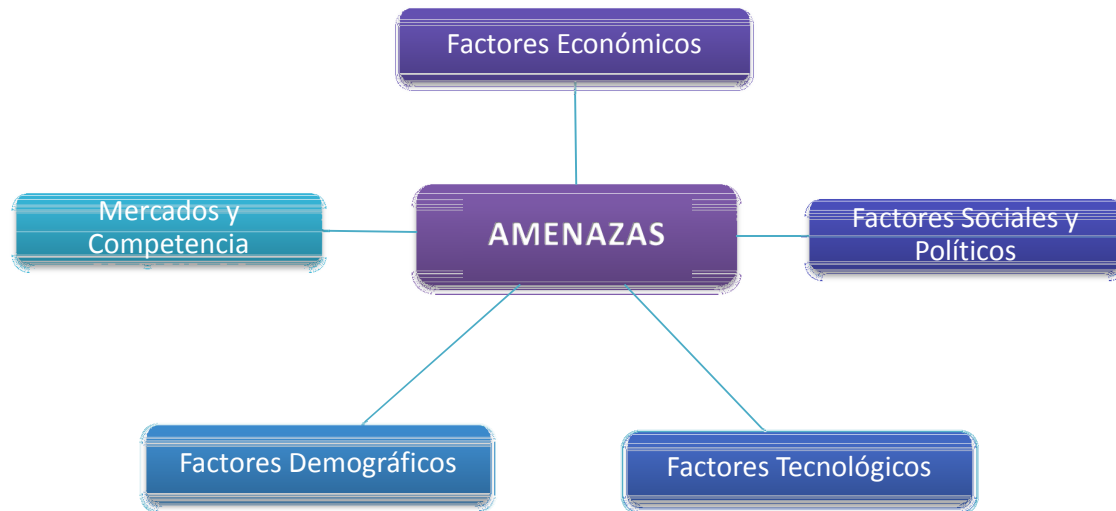 Factores Económicos
Mercados y
Competencia
AMENAZAS
Factores Sociales y
Políticos
Factores Demográficos
Factores Tecnológicos